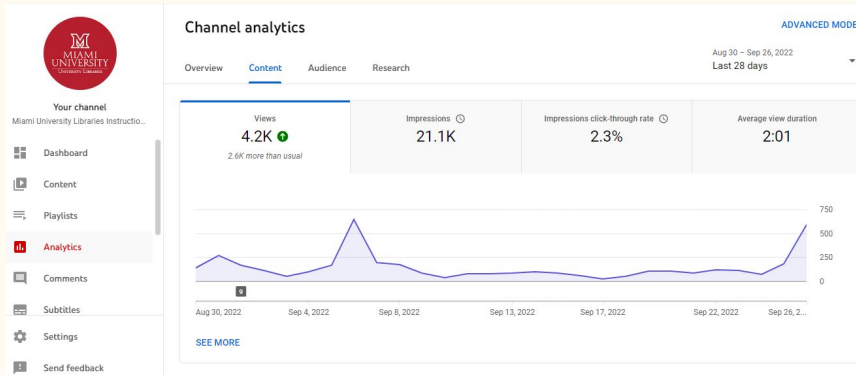 MIAMI
UNIVERSITY
UNIVERSITY LIBRARIES
Your channel
Miami University Libraries Instructio...
Dashboard
Content
Playlists
Analytics
Comments
Subtitles
Settings
Send feedback
Channel analytics
ADVANCED MODE
Overview Content Audience Research
Aug 30 – Sep 26, 2022
Last 28 days
Views
4.2K
2.6K more than usual
Impressions
21.1K
Impressions click-through rate
2.3%
Average view duration
2:01
750
500
250
0
9
Aug 30, 2022 Sep 4, 2022 Sep 8, 2022 Sep 13, 2022 Sep 17, 2022 Sep 22, 2022 Sep 26, 2...
SEE MORE